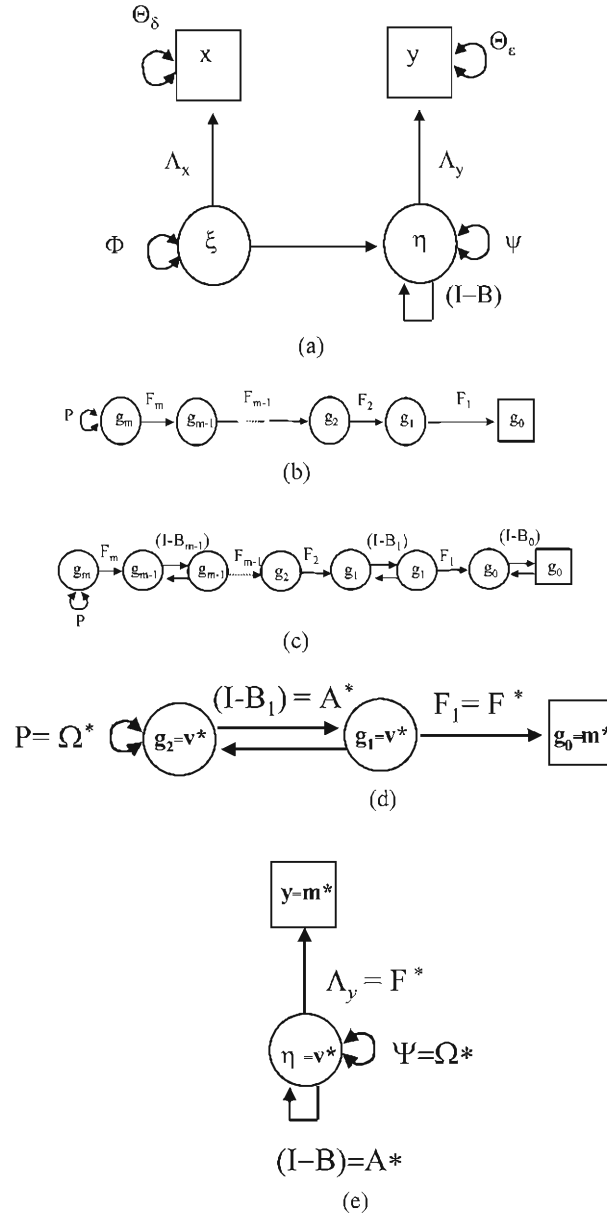 Θδ x y Θε
Λx Λy
Φ ξ η Ψ
(I–B)
(a)
Fm Fm-1 F2 F1
P gm gm-1 g2 g1 g0
(b)
Fm (I-Bm-1) Fm-1 F2 (I-B1) F1 (I-B0)
gm gm-1 gm-1 g2 g1 g1 g0 g0
P
(c)
(I-B1) = A* F1= F *
P= Ω* g2=v* g1=v* g0=m*
(d)
y=m*
Λy = F *
η =v* Ψ=Ω*
(I–B)=A*
(e)